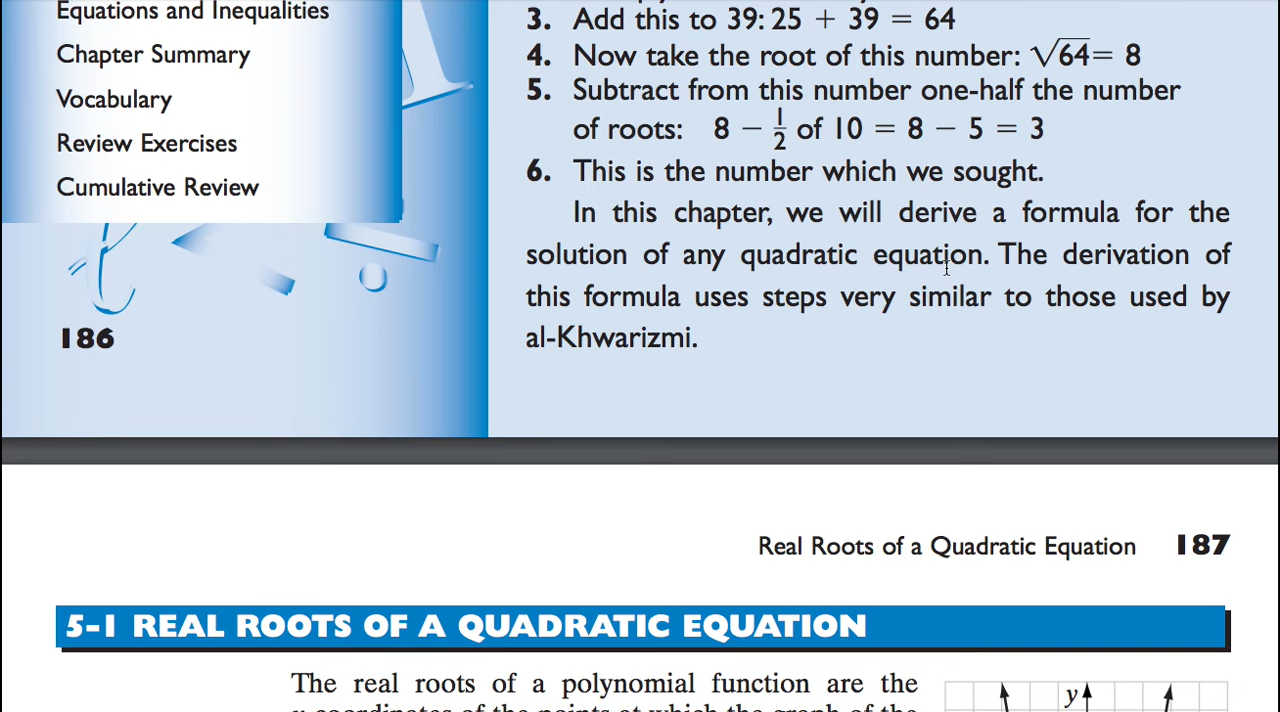 Equations and Inequalities
Chapter Summary
Vocabulary
Review Exercises
Cumulative Review
186
3. Add this to 39: 25 + 39 = 64
4. Now take the root of this number: √64 = 8
5. Subtract from this number one-half the number
of roots: 8 − 1/2 of 10 = 8 − 5 = 3
6. This is the number which we sought.
In this chapter, we will derive a formula for the
solution of any quadratic equation. The derivation of
this formula uses steps very similar to those used by
al-Khwarizmi.
Real Roots of a Quadratic Equation 187
5-1 REAL ROOTS OF A QUADRATIC EQUATION
The real roots of a polynomial function are the
y